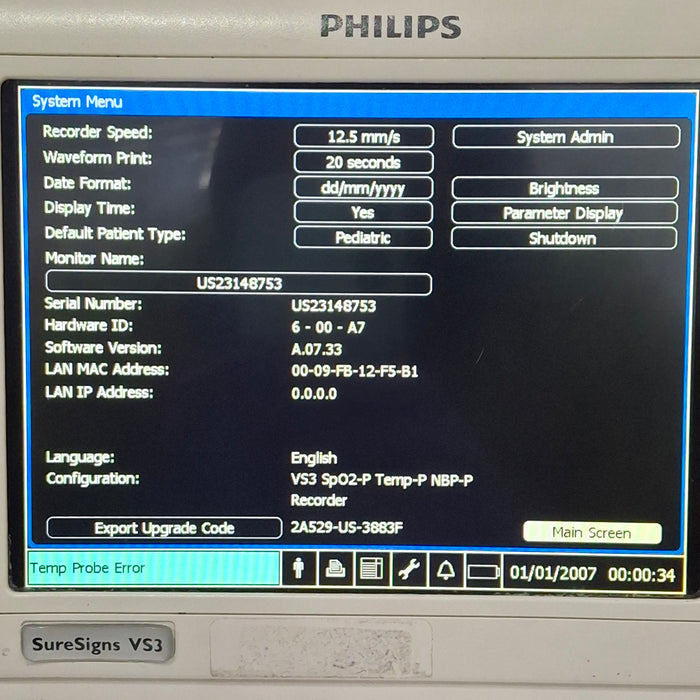 PHILIPS
System Menu
Recorder Speed: 12.5 mm/s System Admin
Waveform Print: 20 seconds
Date Format: dd/mm/yyyy Brightness
Display Time: Yes Parameter Display
Default Patient Type: Pediatric Shutdown
Monitor Name:
US23148753
Serial Number: US23148753
Hardware ID: 6 - 00 - A7
Software Version: A.07.33
LAN MAC Address: 00-09-FB-12-F5-B1
LAN IP Address: 0.0.0.0
Language: English
Configuration: VS3 SpO2-P Temp-P NBP-P
Recorder
Export Upgrade Code 2A529-US-3883F Main Screen
Temp Probe Error 01/01/2007 00:00:34
SureSigns VS3